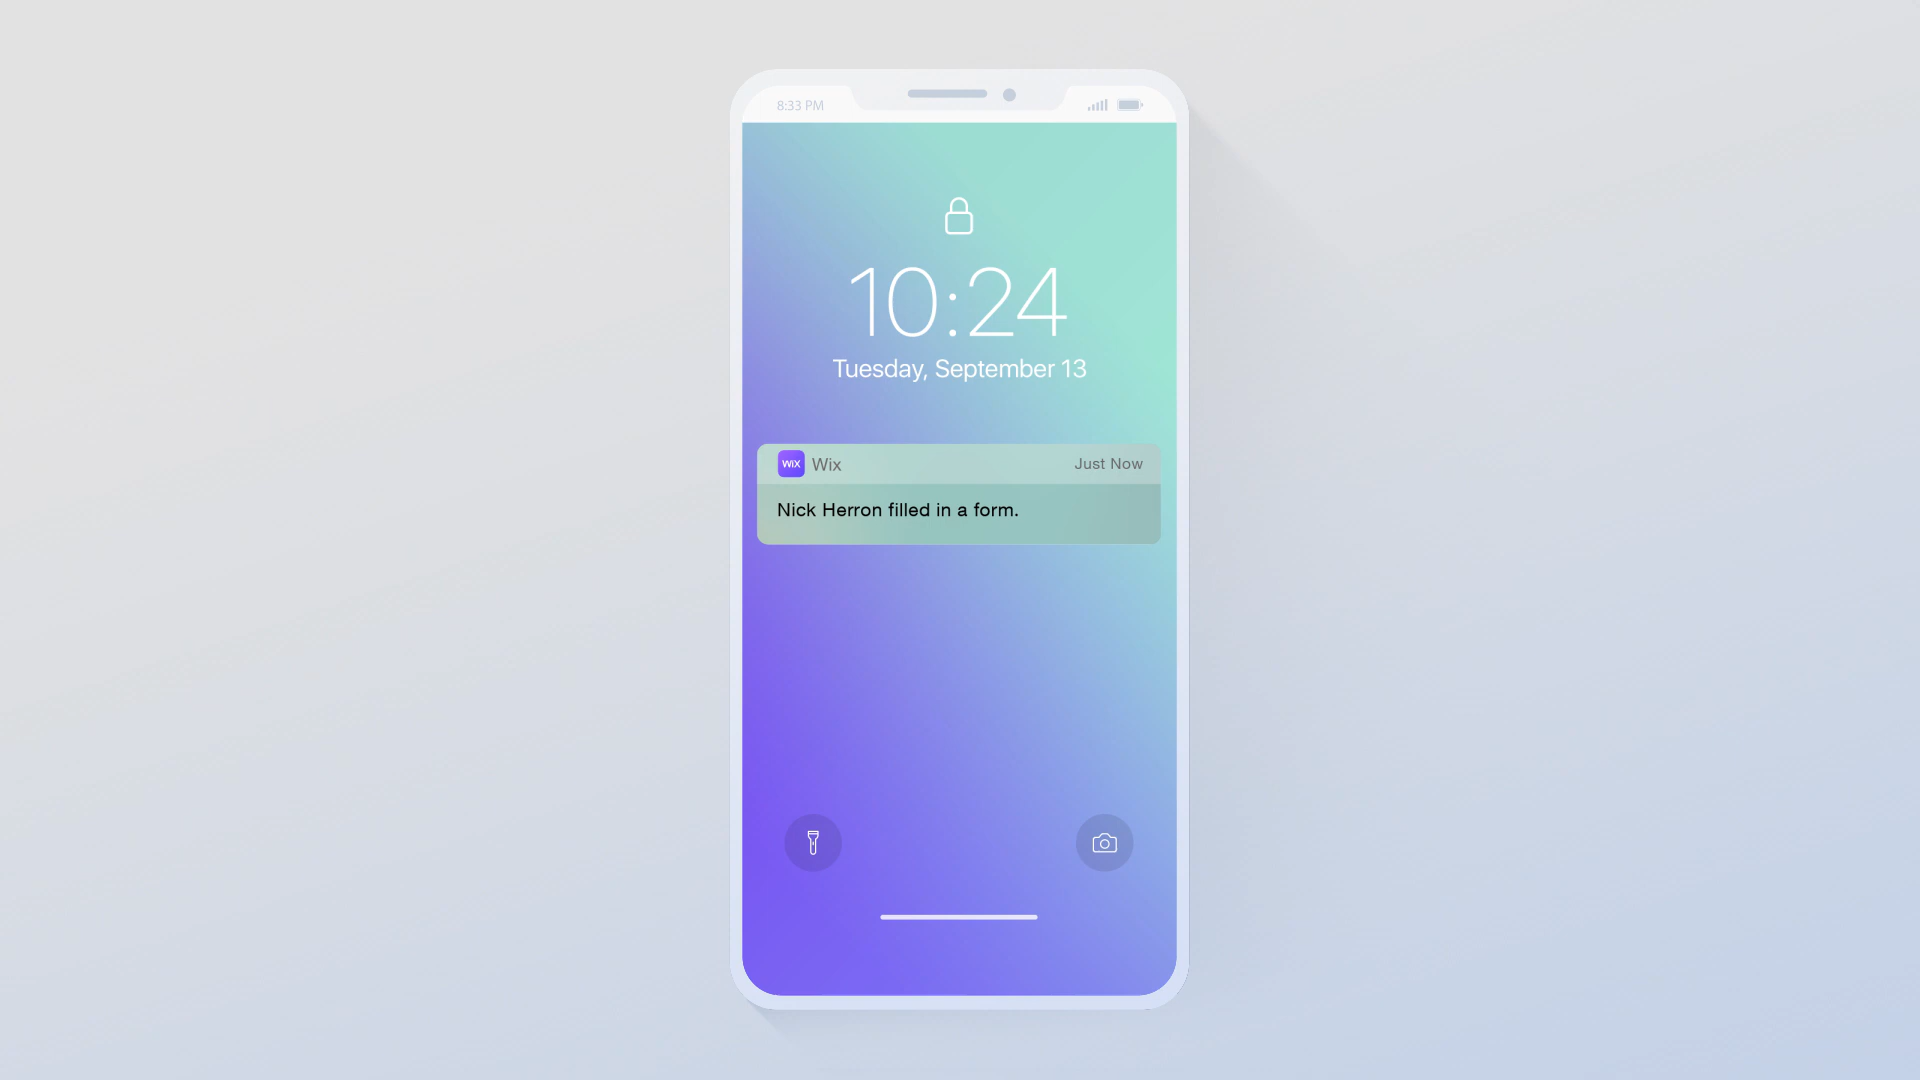 8:33 PM
10:24
Tuesday, September 13
WiX Wix Just Now
Nick Herron filled in a form.